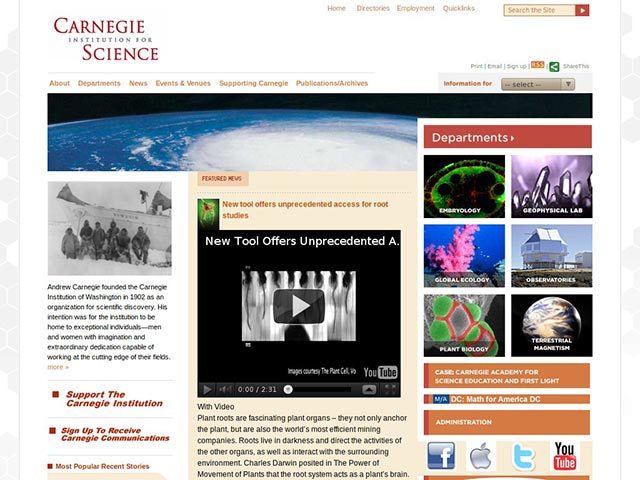 Home Directories Employment Quicklinks
Search the Site
CARNEGIE
INSTITUTION FOR
SCIENCE
Print | Email | Sign up | RSS | ShareThis
About Departments News Events & Venues Supporting Carnegie Publications/Archives
Information for -- select --
Departments
FEATURED NEWS
New tool offers unprecedented access for root
studies
New Tool Offers Unprecedented A.
Images courtesy The Plant Cell, Vo
YouTube
0:00 / 2:31
With Video
Plant roots are fascinating plant organs – they not only
anchor the plant, but are also the world's most efficient mining
companies. Roots live in darkness and direct the activities of
the other organs, as well as interact with the surrounding
environment. Charles Darwin posited in The Power of
Movement of Plants that the root system acts as a plant's brain.
Andrew Carnegie founded the Carnegie
Institution of Washington in 1902 as an
organization for scientific discovery. His
intention was for the institution to be
home to exceptional individuals—men
and women with imagination and
extraordinary dedication capable of
working at the cutting edge of their fields.
more »
Support The
Carnegie Institution
Sign Up To Receive
Carnegie Communications
Most Popular Recent Stories
EMBRYOLOGY
GEOPHYSICAL LAB
GLOBAL ECOLOGY
OBSERVATORIES
PLANT BIOLOGY
TERRESTRIAL
MAGNETISM
CASE: CARNEGIE ACADEMY FOR
SCIENCE EDUCATION AND FIRST LIGHT
M/A DC: Math for America DC
ADMINISTRATION
You
Tube